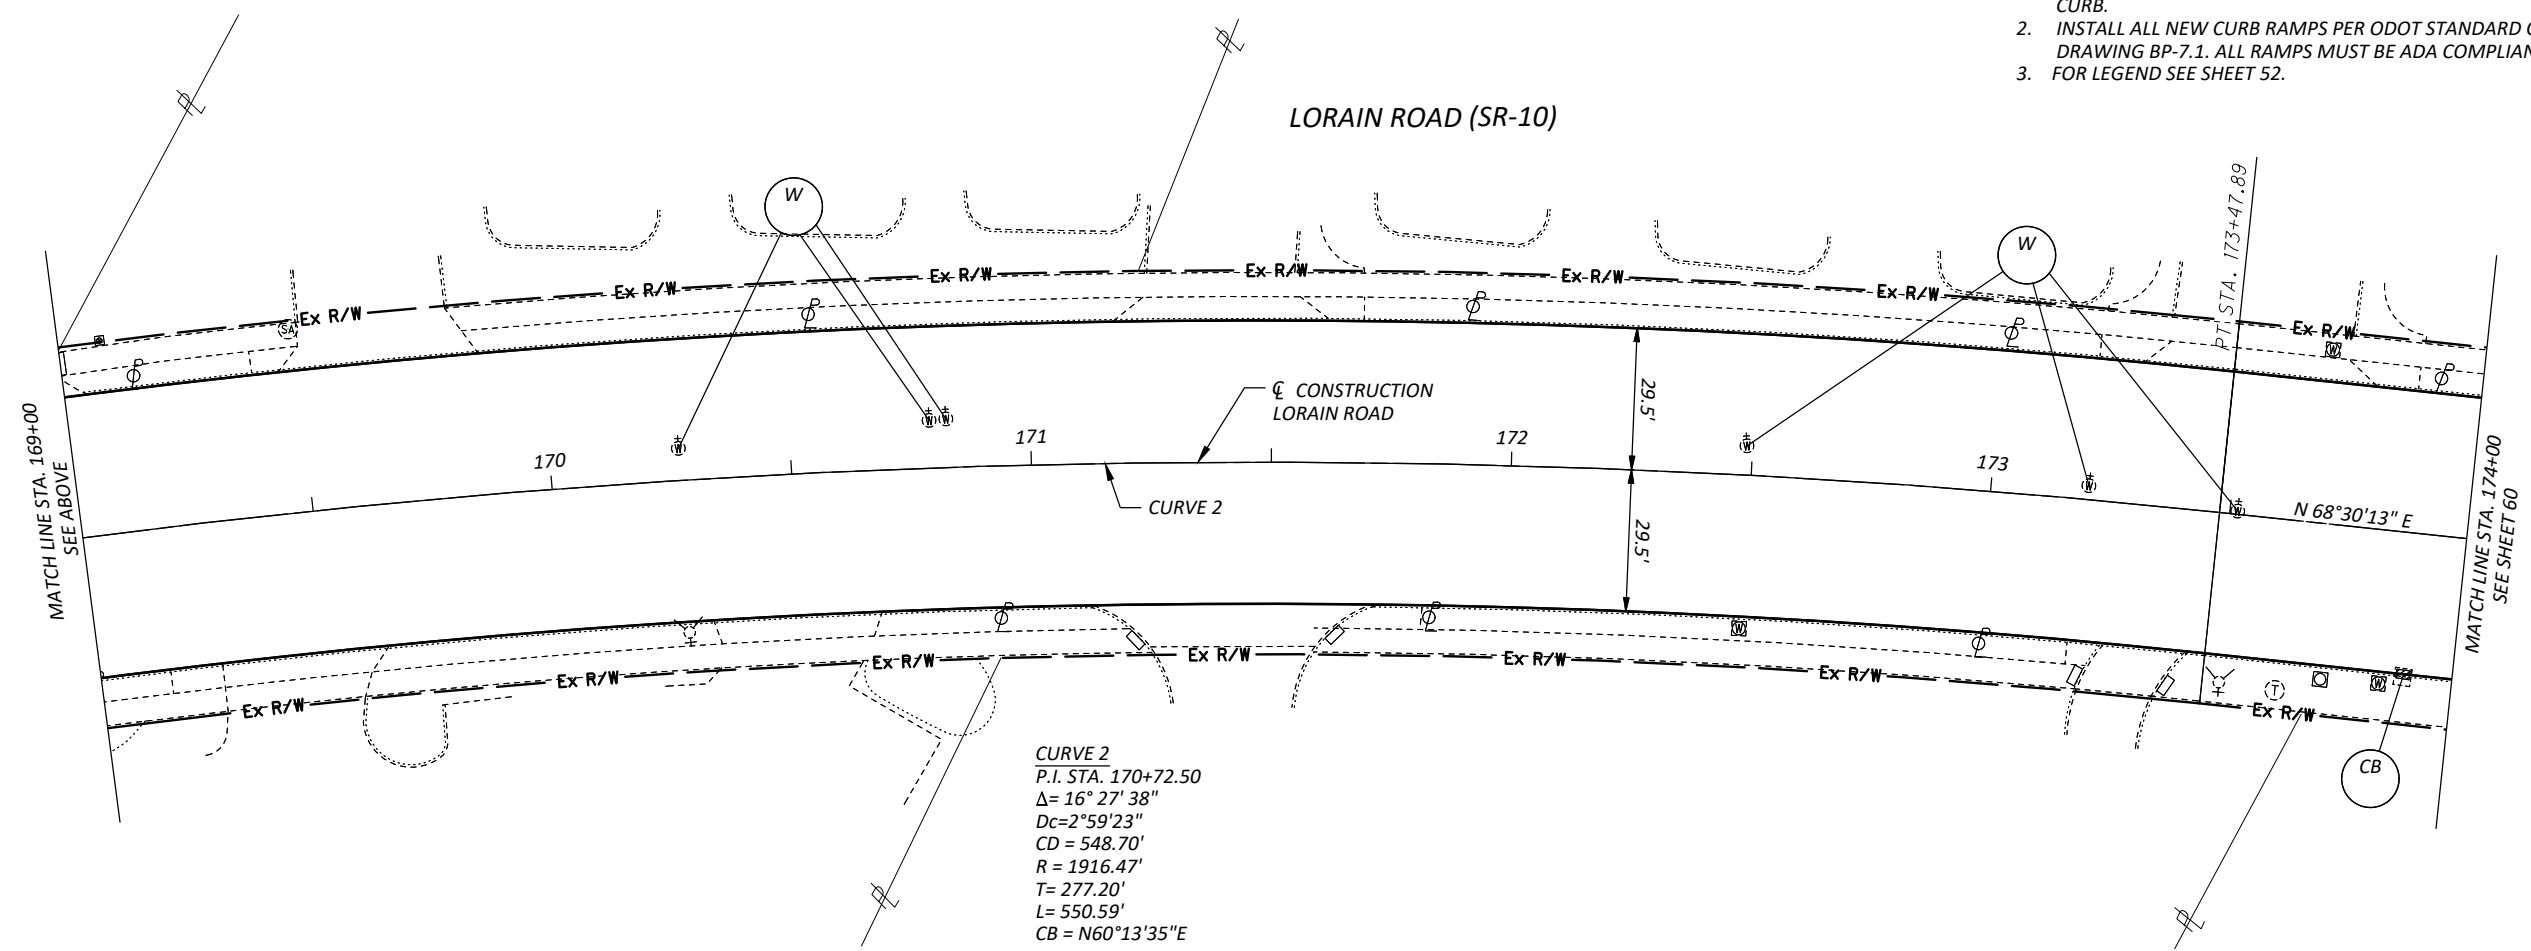 CURB.
2. INSTALL ALL NEW CURB RAMPS PER ODOT STANDARD
DRAWING BP-7.1. ALL RAMPS MUST BE ADA
3. FOR LEGEND SEE SHEET 52.
LORAIN ROAD (SR-10)
PL
PL
W
W
PT STA. 173+47.89
Ex R/W
Ex R/W
Ex R/W
Ex R/W
Ex R/W
Ex R/W
Ex R/W
SA
P
P
P
P
P
W
MATCH LINE STA. 169+00
SEE ABOVE
170
171
172
173
W
W
W
W
W
W
℄ CONSTRUCTION
LORAIN ROAD
CURVE 2
29.5'
29.5'
N 68°30'13" E
MATCH LINE STA. 174+00
SEE SHEET 60
P
P
P
W
T
W
Ex R/W
Ex R/W
Ex R/W
Ex R/W
Ex R/W
Ex R/W
Ex R/W
CB
CURVE 2
P.I. STA. 170+72.50
Δ= 16° 27' 38"
Dc=2°59'23"
CD = 548.70'
R = 1916.47'
T= 277.20'
L= 550.59'
CB = N60°13'35"E
PL
PL